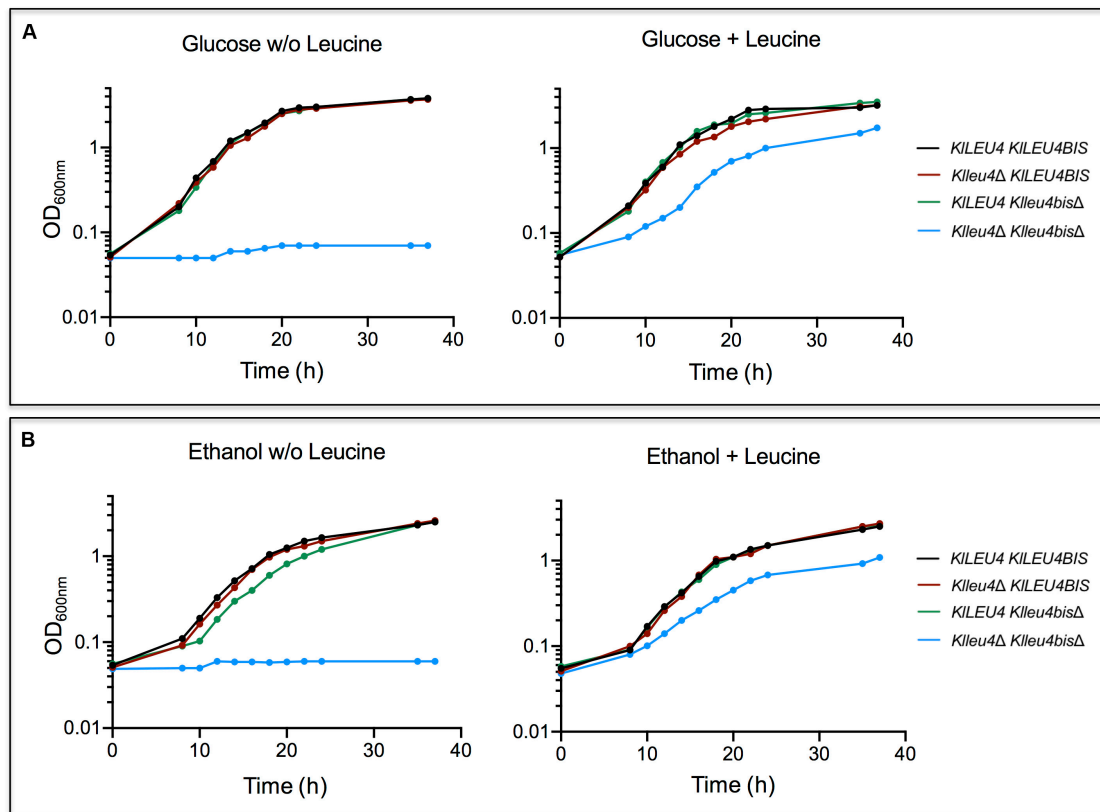 A
Glucose w/o Leucine
Glucose + Leucine
OD600nm
1
0.1
0.01
0
10
20
30
40
Time (h)
1
0.1
0.01
0
10
20
30
40
Time (h)
KlLEU4 KlLEU4BIS
Klleu4Δ KlLEU4BIS
KlLEU4 Klleu4bisΔ
Klleu4Δ Klleu4bisΔ
B
Ethanol w/o Leucine
Ethanol + Leucine
OD600nm
1
0.1
0.01
0
10
20
30
40
Time (h)
1
0.1
0.01
0
10
20
30
40
Time (h)
KlLEU4 KlLEU4BIS
Klleu4Δ KlLEU4BIS
KlLEU4 Klleu4bisΔ
Klleu4Δ Klleu4bisΔ